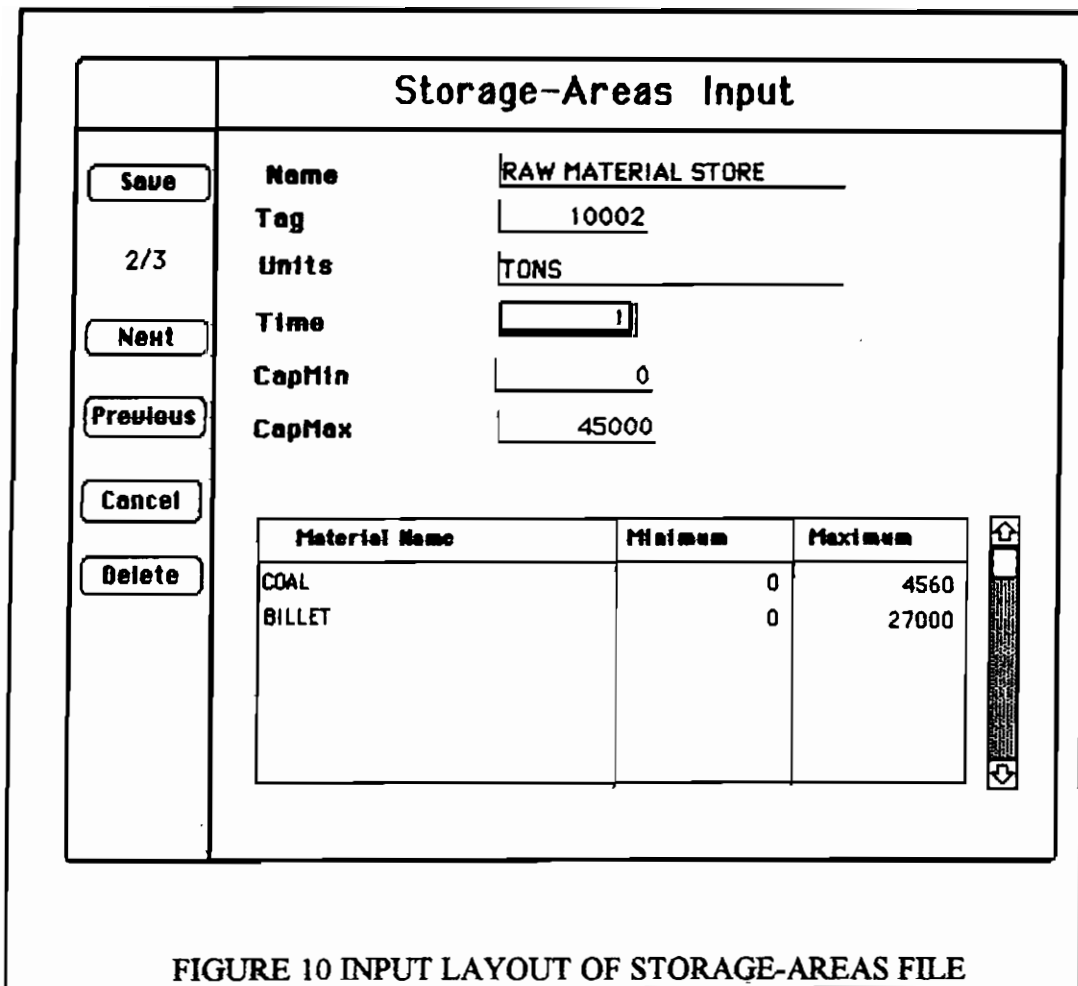 Storage-Areas Input
Save
2/3
Next
Previous
Cancel
Delete
Name RAW MATERIAL STORE
Tag 10002
Units TONS
Time 1
CapMin 0
CapMax 45000
Material Name Minimum Maximum
COAL 0 4560
BILLET 0 27000
FIGURE 10 INPUT LAYOUT OF STORAGE-AREAS FILE